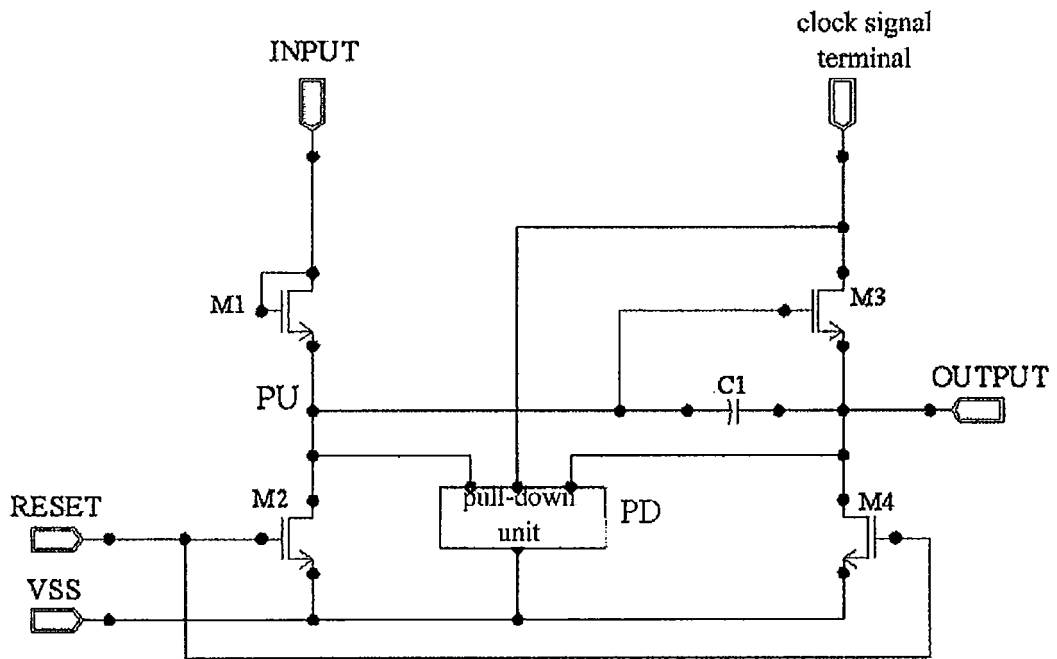 clock signal
terminal
INPUT
M1
M3
PU
C1
OUTPUT
M2
pull-down
unit
PD
M4
RESET
VSS